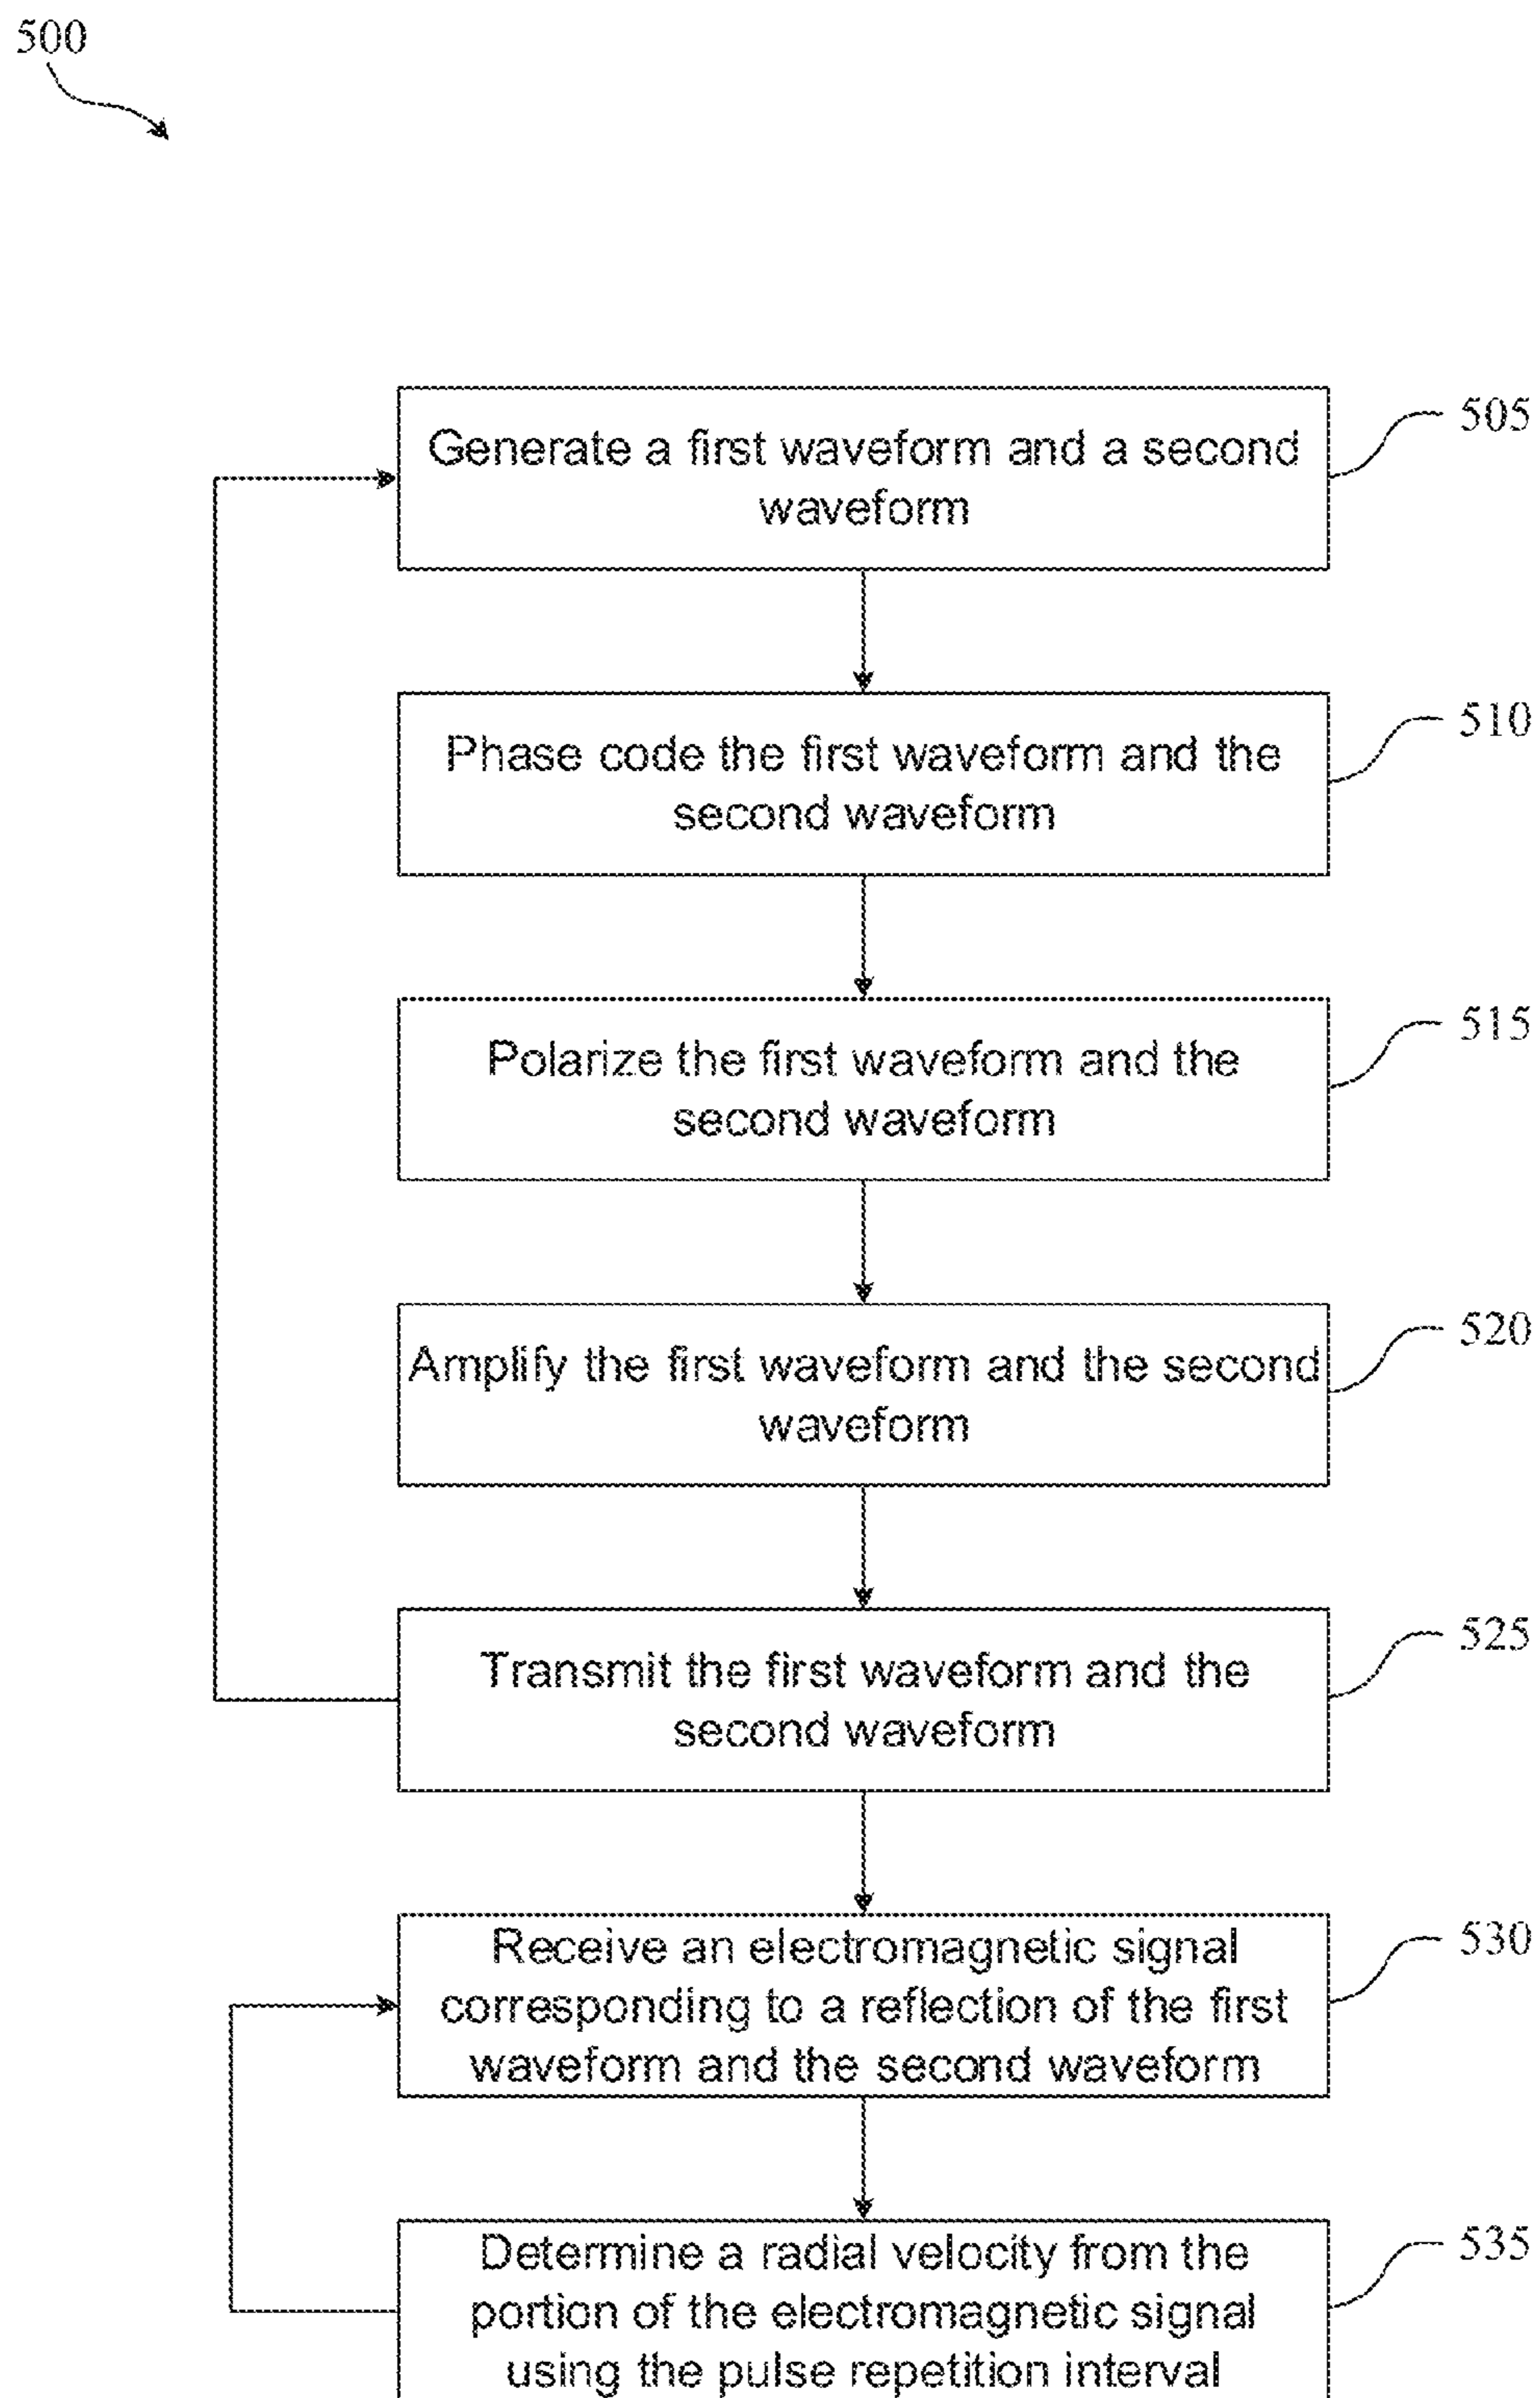 500
Generate a first waveform and a second
waveform
505
Phase code the first waveform and the
second waveform
510
Polarize the first waveform and the
second waveform
515
Amplify the first waveform and the second
waveform
520
Transmit the first waveform and the
second waveform
525
Receive an electromagnetic signal
corresponding to a reflection of the first
waveform and the second waveform
530
Determine a radial velocity from the
portion of the electromagnetic signal
using the pulse repetition interval
535